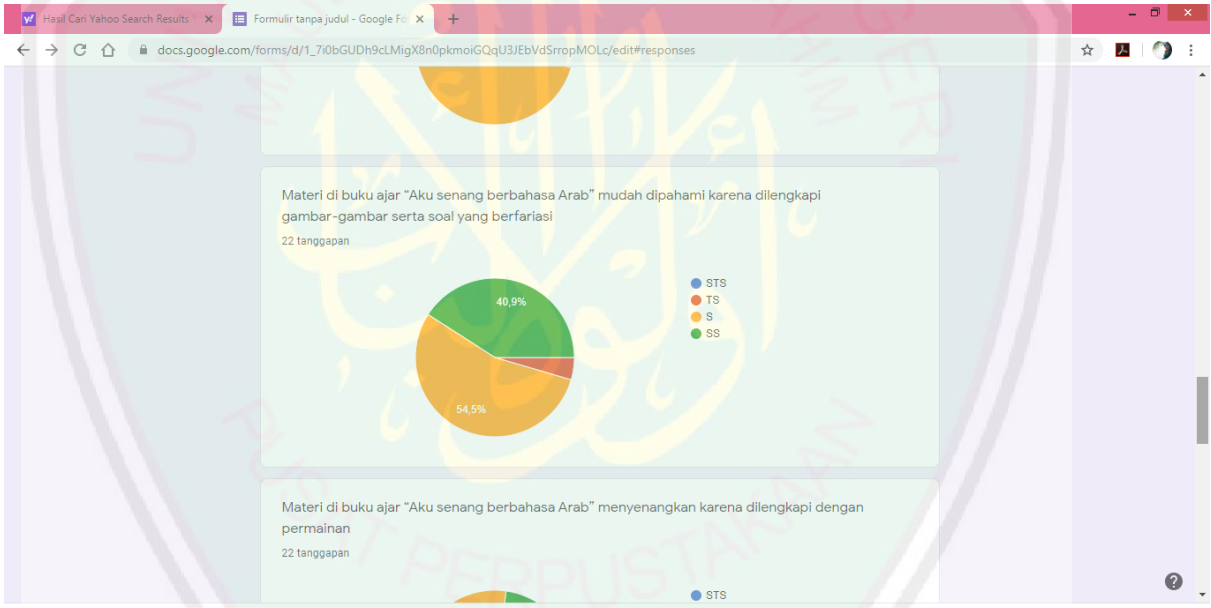 Hasil Cari Yahoo Search Results
Formulir tanpa judul - Google Fo
docs.google.com/forms/d/1_7i0bGUDh9cLMigX8n0pkmoiGQqU3JEbVdSrropMOLc/edit#responses
Materi di buku ajar “Aku senang berbahasa Arab” mudah dipahami karena dilengkapi
gambar-gambar serta soal yang berfariasi
22 tanggapan
40,9%
54,5%
STS
TS
S
SS
Materi di buku ajar “Aku senang berbahasa Arab” menyenangkan karena dilengkapi dengan
permainan
22 tanggapan
STS
PUSAT PERPUSTAKAAN